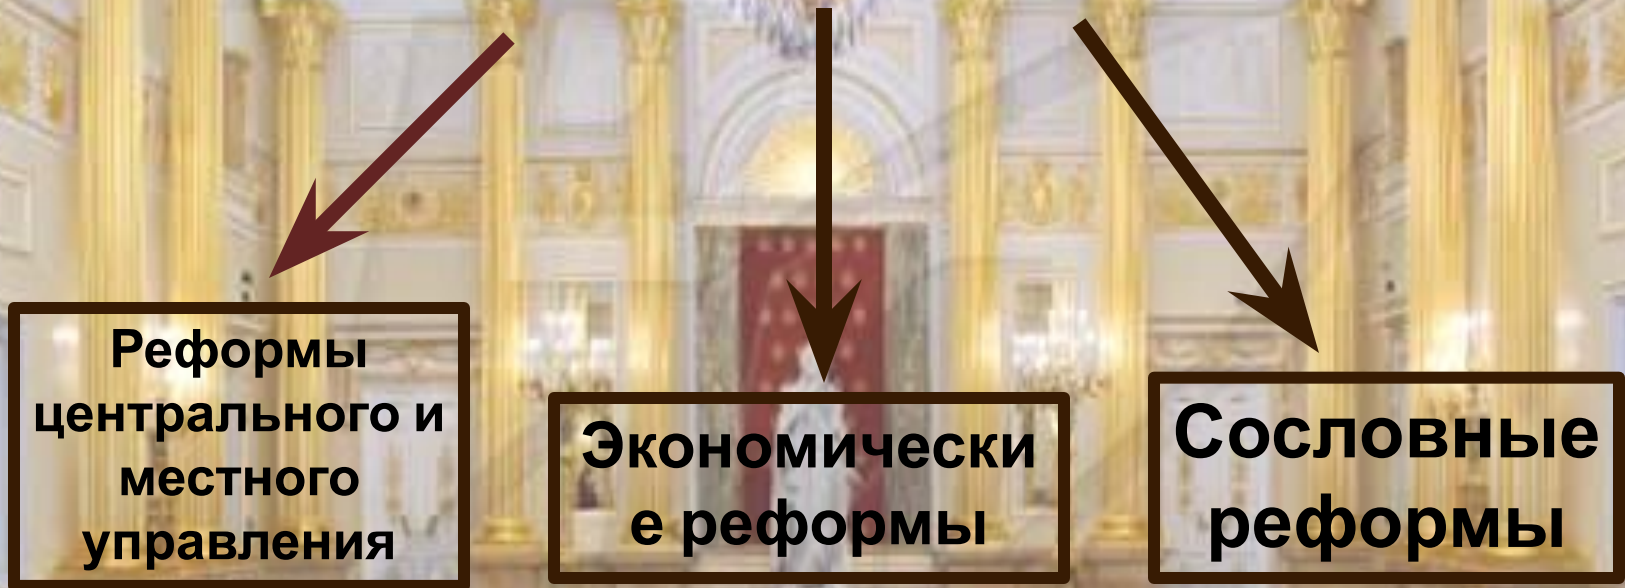 Реформы
центрального и
местного
управления
Экономически
е реформы
Сословные
реформы